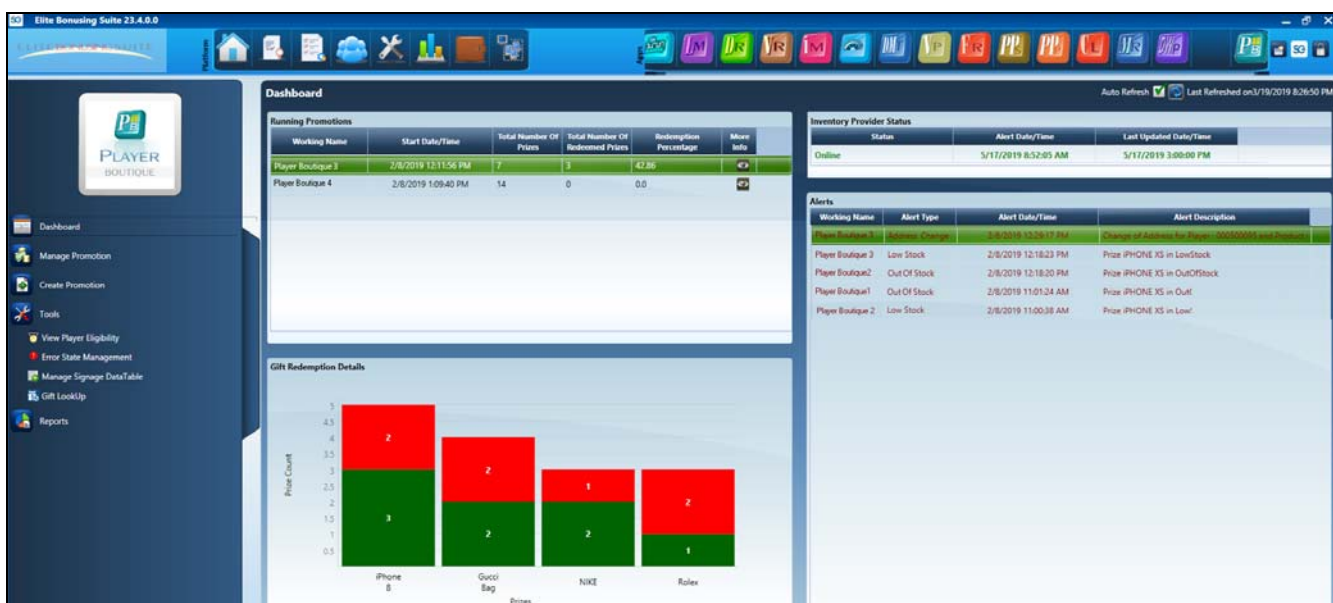 Elite Bonusing Suite 23.4.0.0
Platform
Apps
Dashboard
Auto Refresh Last Refreshed on3/19/2019 8:26:50 PM
PLAYER
BOUTIQUE
Dashboard
Manage Promotion
Create Promotion
Tools
View Player Eligibility
Error State Management
Manage Signage DataTable
Gift LookUp
Reports
Running Promotions
Working Name Start Date/Time Total Number Of Prizes Total Number Of Redeemed Prizes Redemption Percentage More Info
Player Boutique 3 2/8/2019 12:11:56 PM 7 3 42.86
Player Boutique 4 2/8/2019 1:09:40 PM 14 0 0.0
Inventory Provider Status
Status Alert Date/Time Last Updated Date/Time
Online 5/17/2019 8:52:05 AM 5/17/2019 3:00:00 PM
Alerts
Working Name Alert Type Alert Date/Time Alert Description
Player Boutique 3 Address Change 2/8/2019 12:29:17 PM Change of Address for Player : 000500695 and Product
Player Boutique 3 Low Stock 2/8/2019 12:18:23 PM Prize iPHONE XS in LowStock
Player Boutique2 Out Of Stock 2/8/2019 12:18:20 PM Prize iPHONE XS in OutOfStock
Player Boutique1 Out Of Stock 2/8/2019 11:01:24 AM Prize iPHONE XS in Out!
Player Boutique 2 Low Stock 2/8/2019 11:00:38 AM Prize iPHONE XS in Low!
Gift Redemption Details
Prize Count
5
4.5
4
3.5
3
2.5
2
1.5
1
0.5
2
3
2
2
1
2
2
1
iPhone 8
Gucci Bag
NIKE
Rolex
Prizes